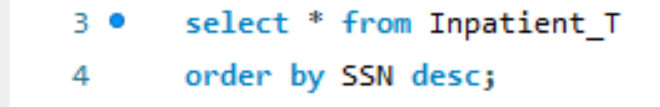 3 select * from Inpatient_T
4 order by SSN desc;